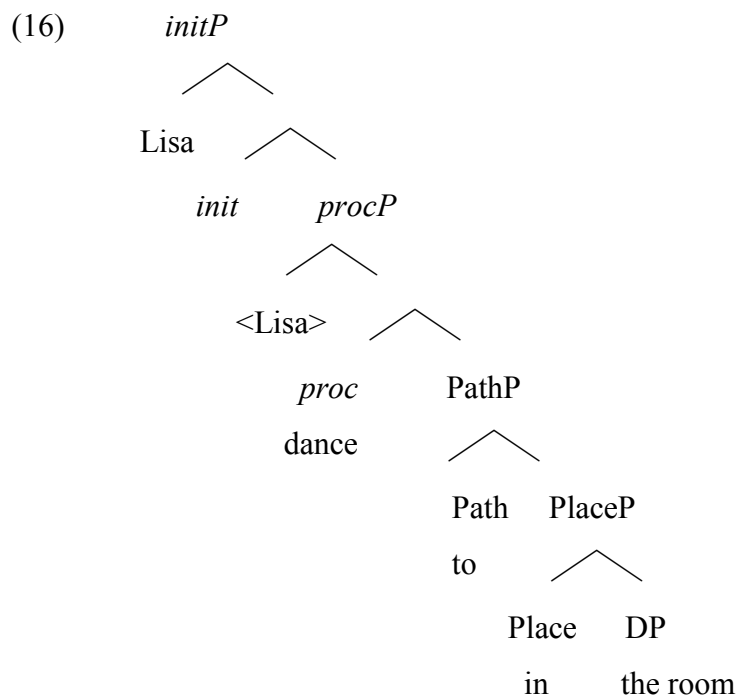 (16) initP
Lisa
init procP
<Lisa>
proc PathP
dance
Path PlaceP
to
Place DP
in the room